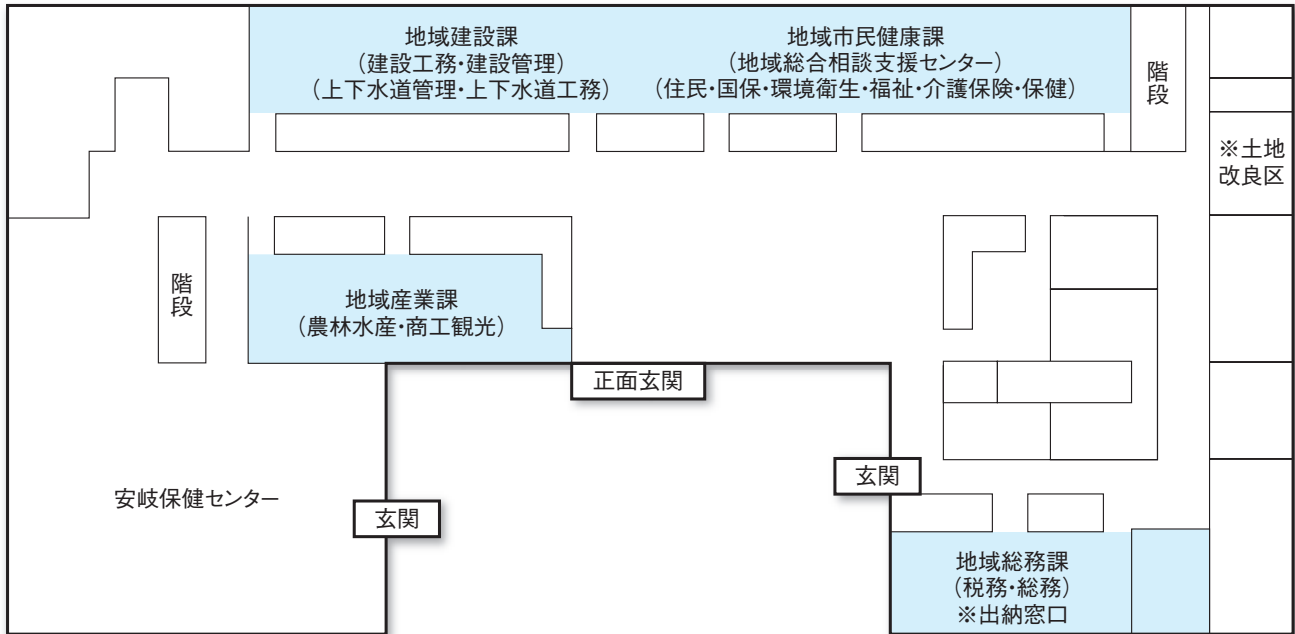 地域建設課
（建設工務・建設管理）
（上下水道管理・上下水道工務）
地域市民健康課
（地域総合相談支援センター）
（住民・国保・環境衛生・福祉・介護保険・保健）
階段
※土地
改良区
階段
地域産業課
（農林水産・商工観光）
正面玄関
玄関
安岐保健センター
玄関
地域総務課
（税務・総務）
※出納窓口